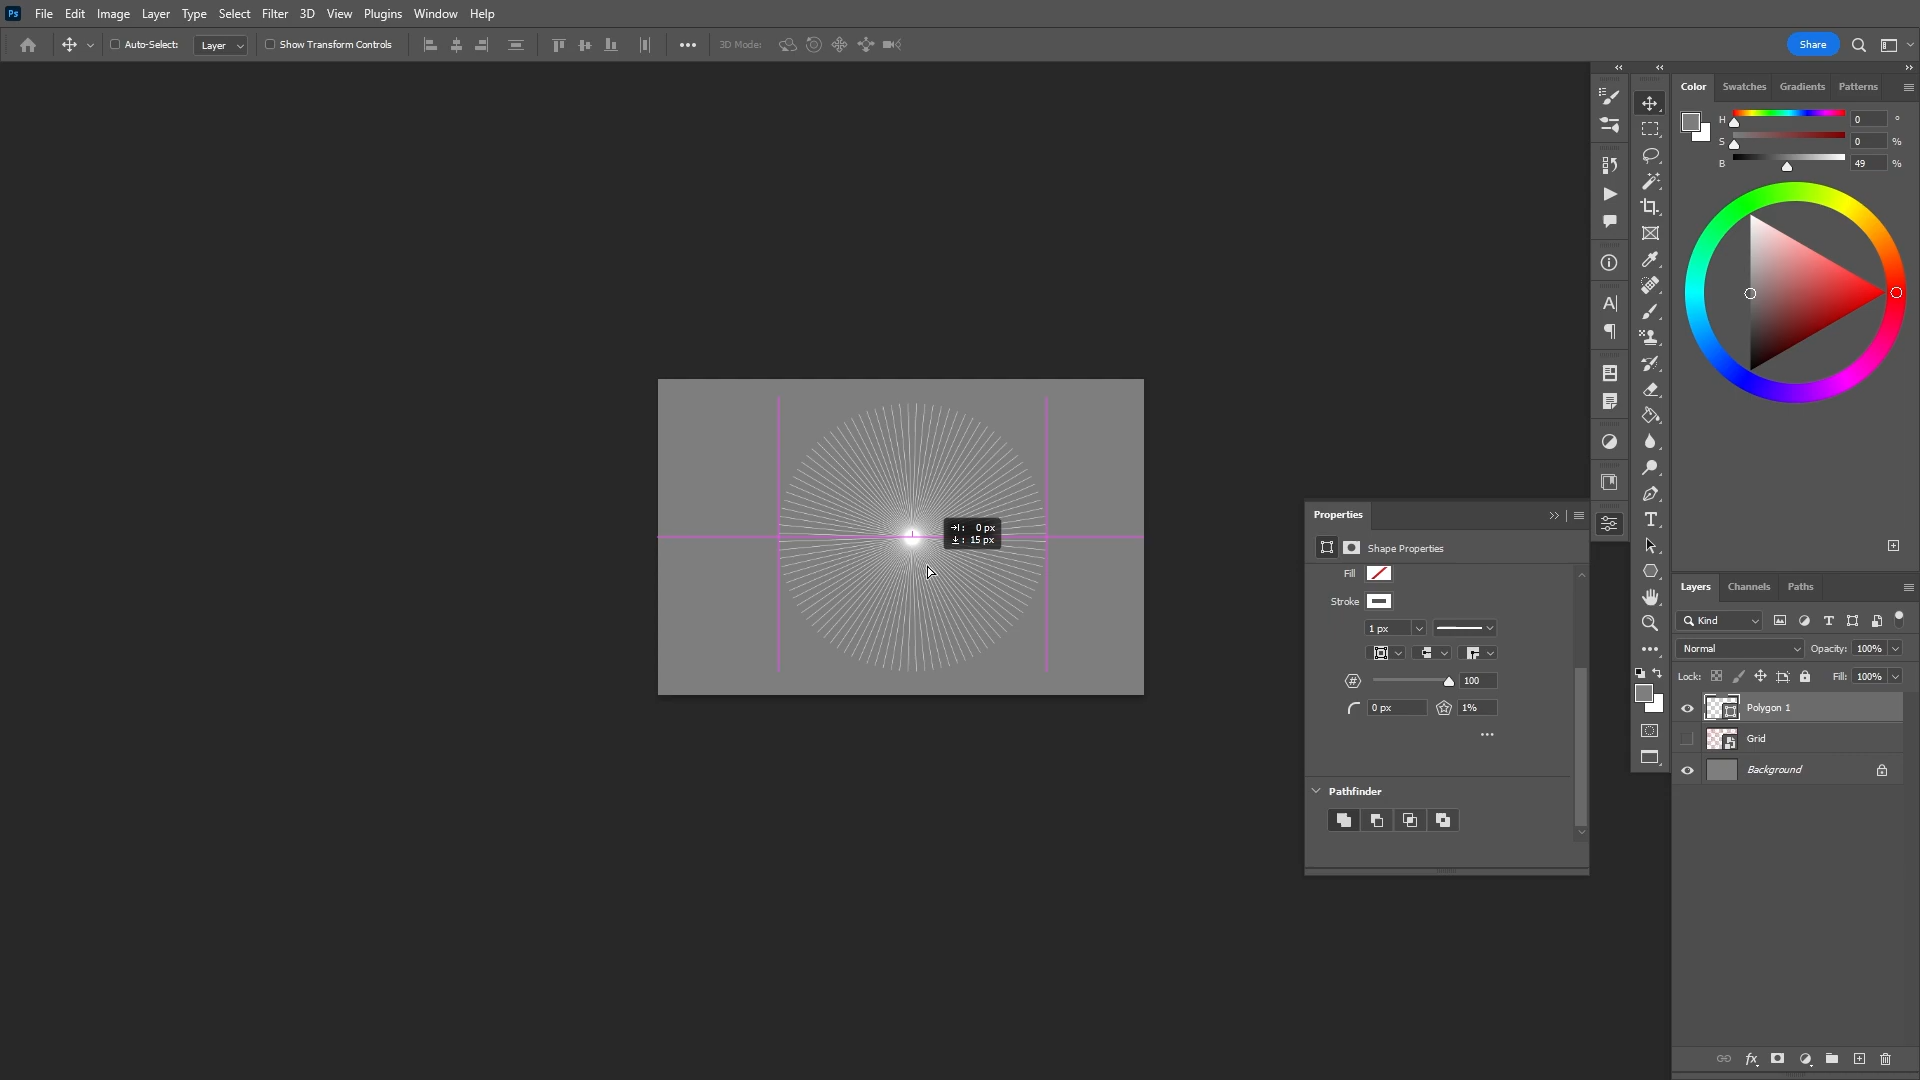 Ps File Edit Image Layer Type Select Filter 3D View Plugins Window Help
Auto-Select: Layer Show Transform Controls 3D Mode: Share
Color Swatches Gradients Patterns
H 0 °
S 0 %
B 49 %
→|: 0 px
15 px
Properties
Shape Properties
Fill
Stroke
1 px
100
0 px 1%
Pathfinder
Layers Channels Paths
Kind
Normal Opacity: 100%
Lock: Fill: 100%
Polygon 1
Grid
Background
fx